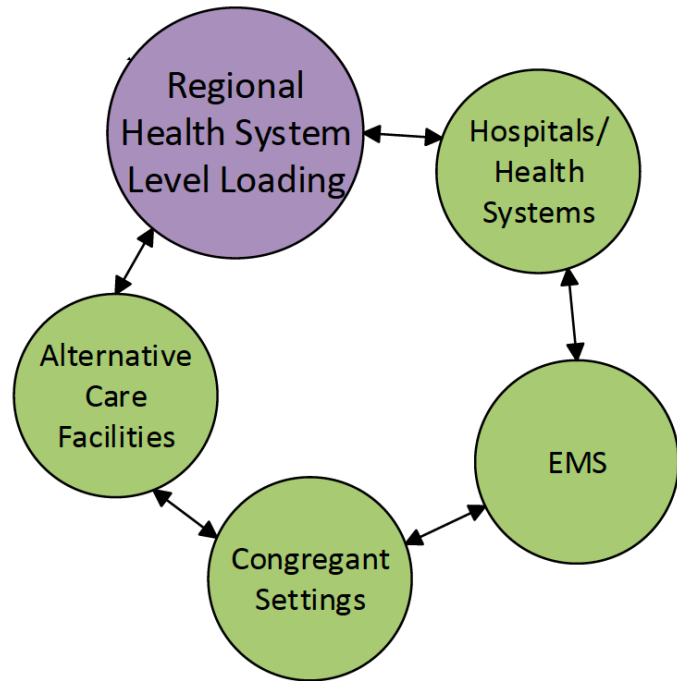 Regional
Health System
Level Loading
Hospitals/
Health
Systems
EMS
Congregant
Settings
Alternative
Care
Facilities